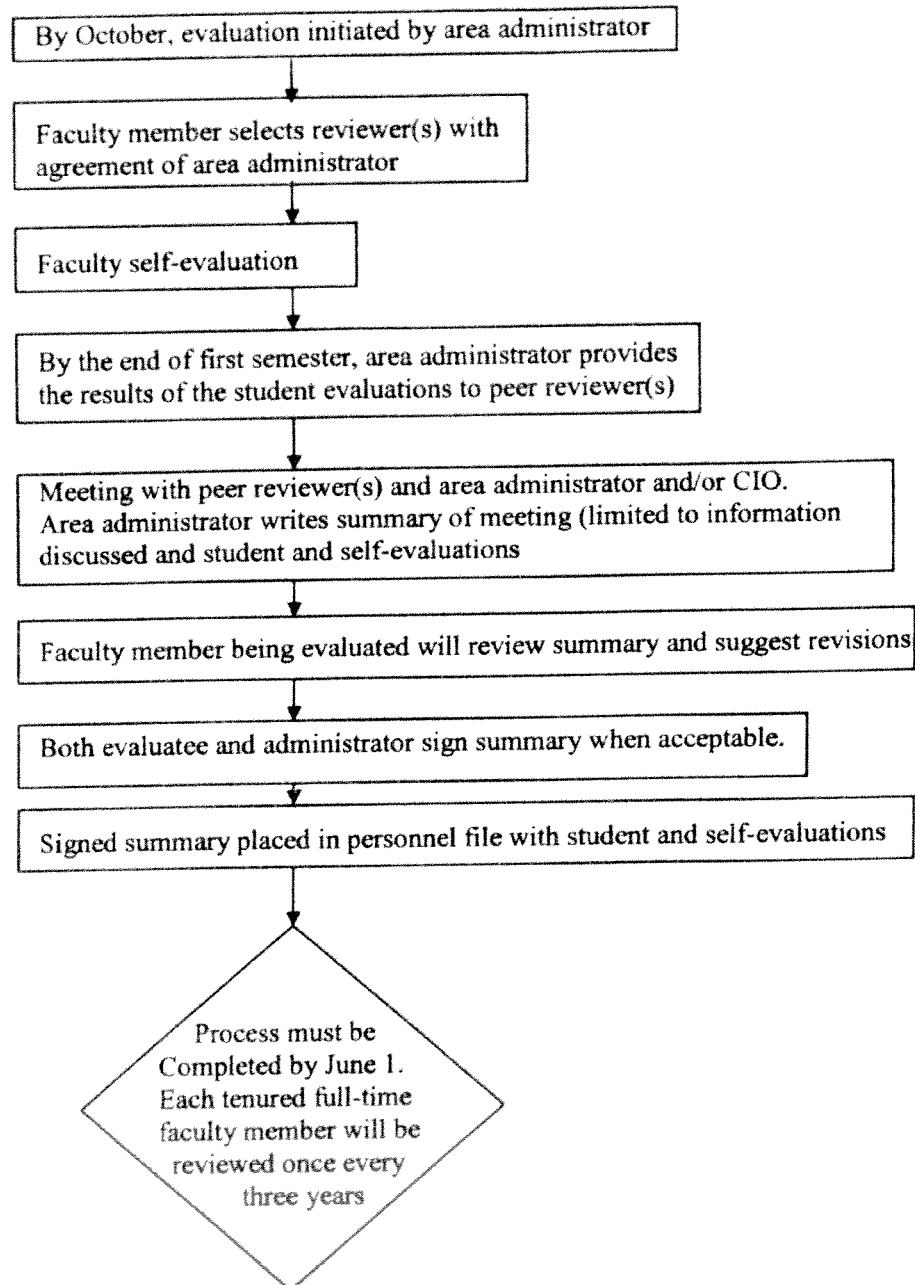 By October, evaluation initiated by area administrator
Faculty member selects reviewer(s) with
agreement of area administrator
Faculty self-evaluation
By the end of first semester, area administrator provides
the results of the student evaluations to peer reviewer(s)
Meeting with peer reviewer(s) and area administrator and/or CIO.
Area administrator writes summary of meeting (limited to information
discussed and student and self-evaluations
Faculty member being evaluated will review summary and suggest revisions
Both evaluatee and administrator sign summary when acceptable.
Signed summary placed in personnel file with student and self-evaluations
Process must be
Completed by June 1.
Each tenured full-time
faculty member will be
reviewed once every
three years